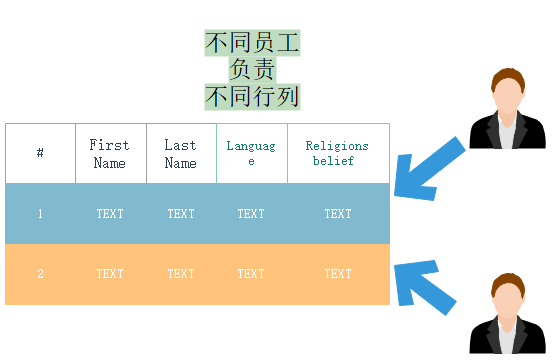 不同员工
负责
不同行列
# First Name Last Name Language Religions belief
1 TEXT TEXT TEXT TEXT
2 TEXT TEXT TEXT TEXT